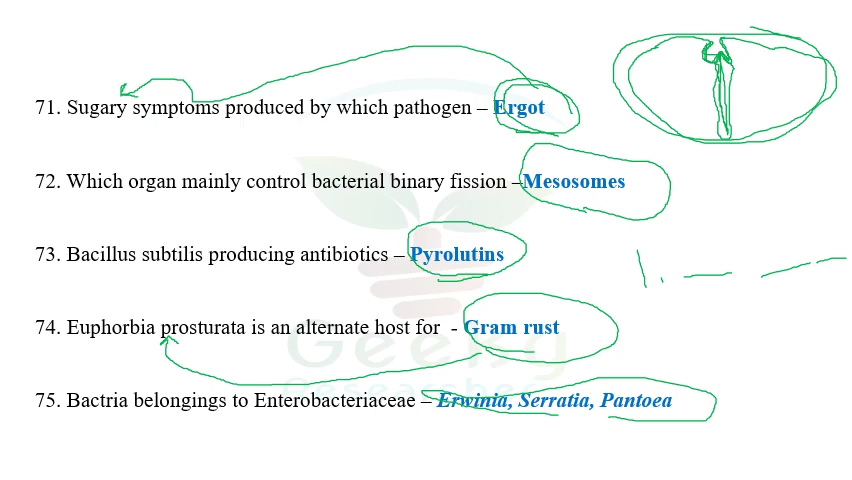 71. Sugary symptoms produced by which pathogen – Ergot
72. Which organ mainly control bacterial binary fission –Mesosomes
73. Bacillus subtilis producing antibiotics – Pyrolutins
74. Euphorbia prosturata is an alternate host for - Gram rust
Geekg
75. Bactria belongings to Enterobacteriaceae – Erwinia, Serratia, Pantoea